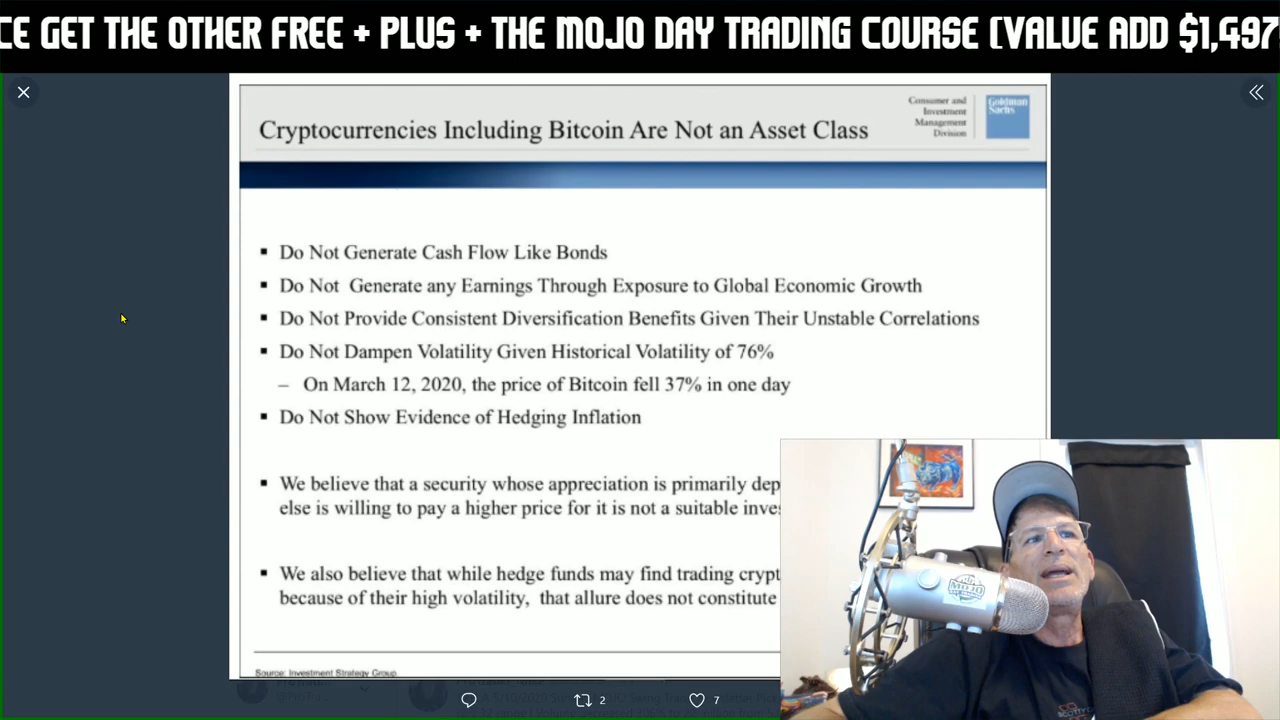 CE GET THE OTHER FREE + PLUS + THE MOJO DAY TRADING COURSE (VALUE ADD $1,497
Consumer and
Investment
Management
Division
Goldman
Sachs
Cryptocurrencies Including Bitcoin Are Not an Asset Class
▪ Do Not Generate Cash Flow Like Bonds
▪ Do Not Generate any Earnings Through Exposure to Global Economic Growth
▪ Do Not Provide Consistent Diversification Benefits Given Their Unstable Correlations
▪ Do Not Dampen Volatility Given Historical Volatility of 76%
– On March 12, 2020, the price of Bitcoin fell 37% in one day
▪ Do Not Show Evidence of Hedging Inflation
▪ We believe that a security whose appreciation is primarily dep
else is willing to pay a higher price for it is not a suitable inve
▪ We also believe that while hedge funds may find trading crypt
because of their high volatility, that allure does not constitute
Source: Investment Strategy Group
2
7
MOJO